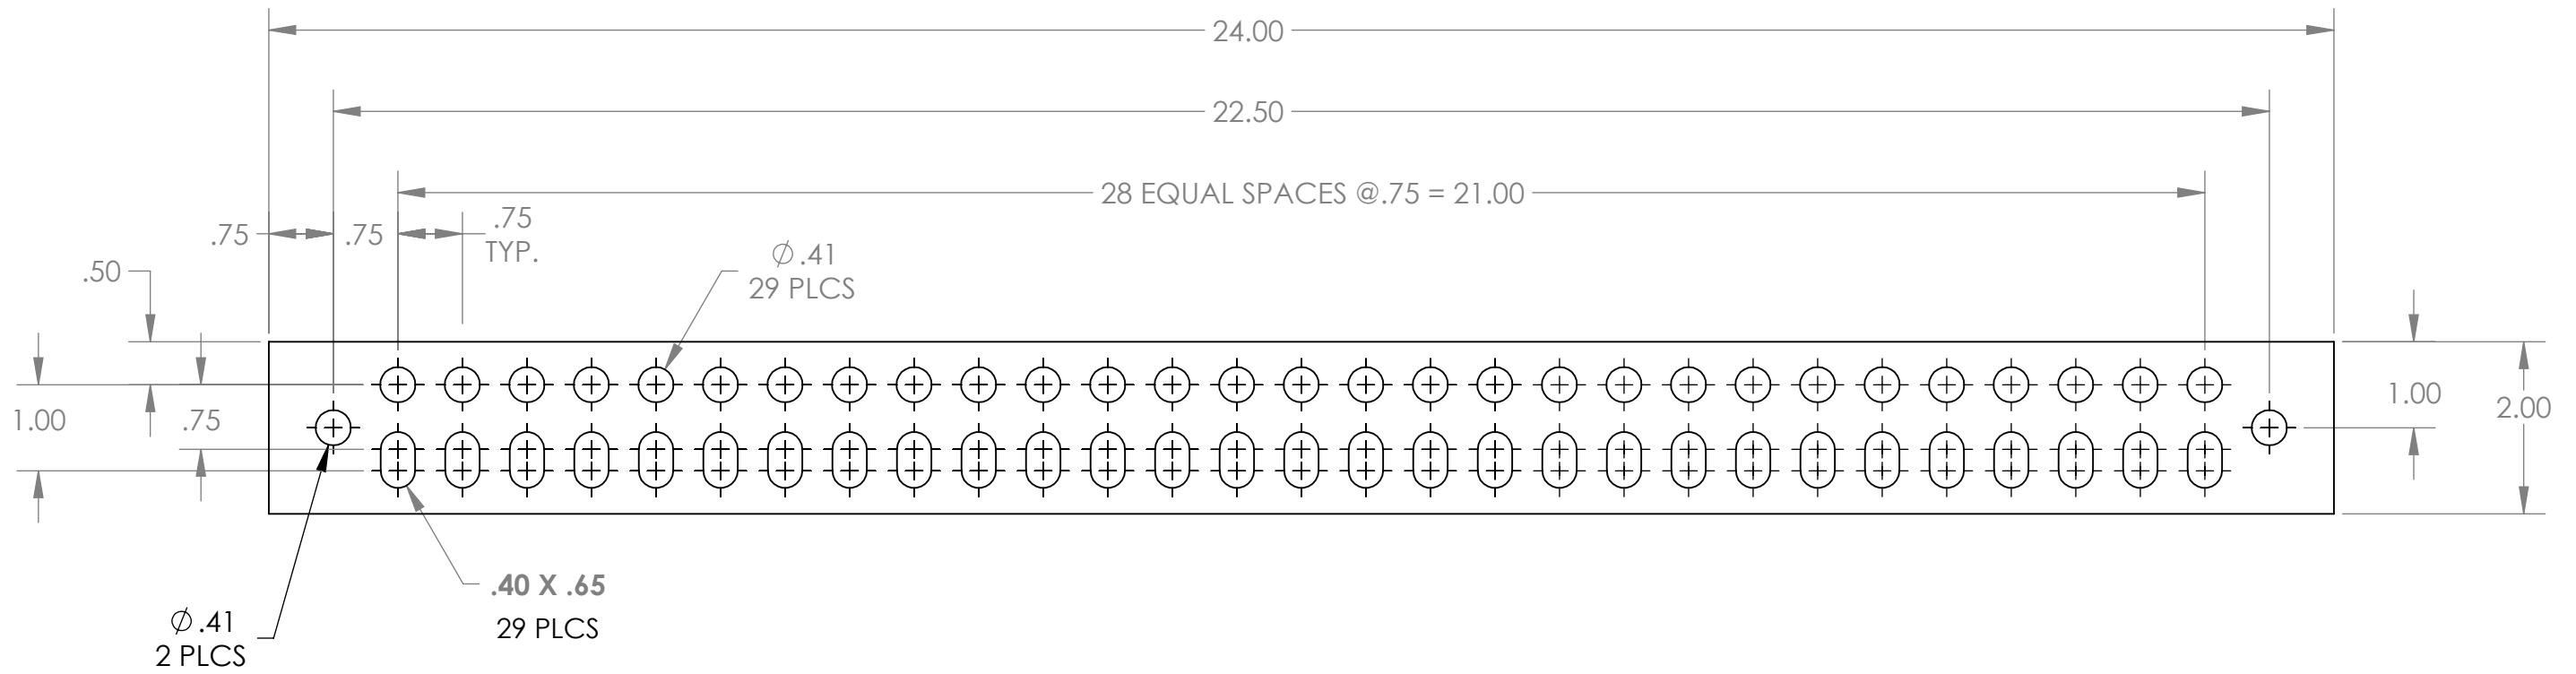 24.00
22.50
28 EQUAL SPACES @.75 = 21.00
.75
.75
.75
TYP.
.50
∅ .41
29 PLCS
1.00
.75
1.00
2.00
.40 X .65
29 PLCS
∅ .41
2 PLCS